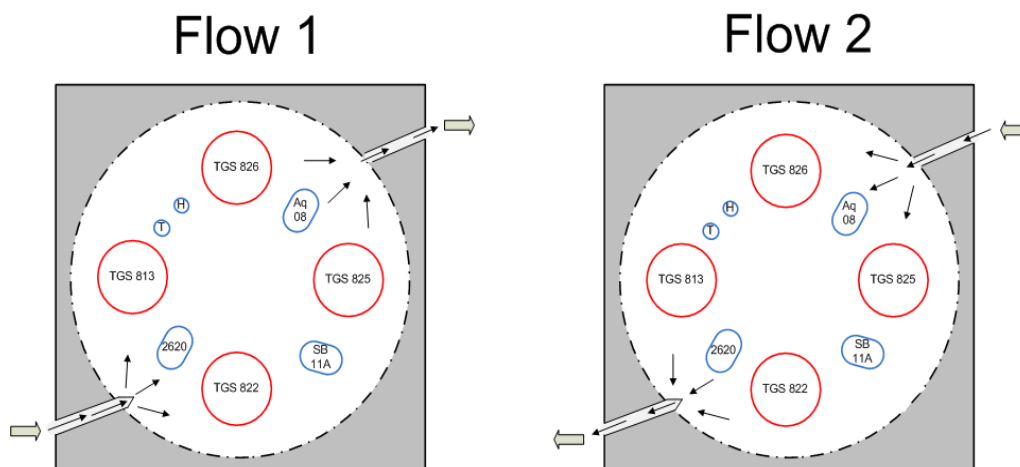 Flow 1
TGS 826
H
T
Aq
08
TGS 813
TGS 825
2620
SB
11A
TGS 822
Flow 2
TGS 826
H
T
Aq
08
TGS 813
TGS 825
2620
SB
11A
TGS 822